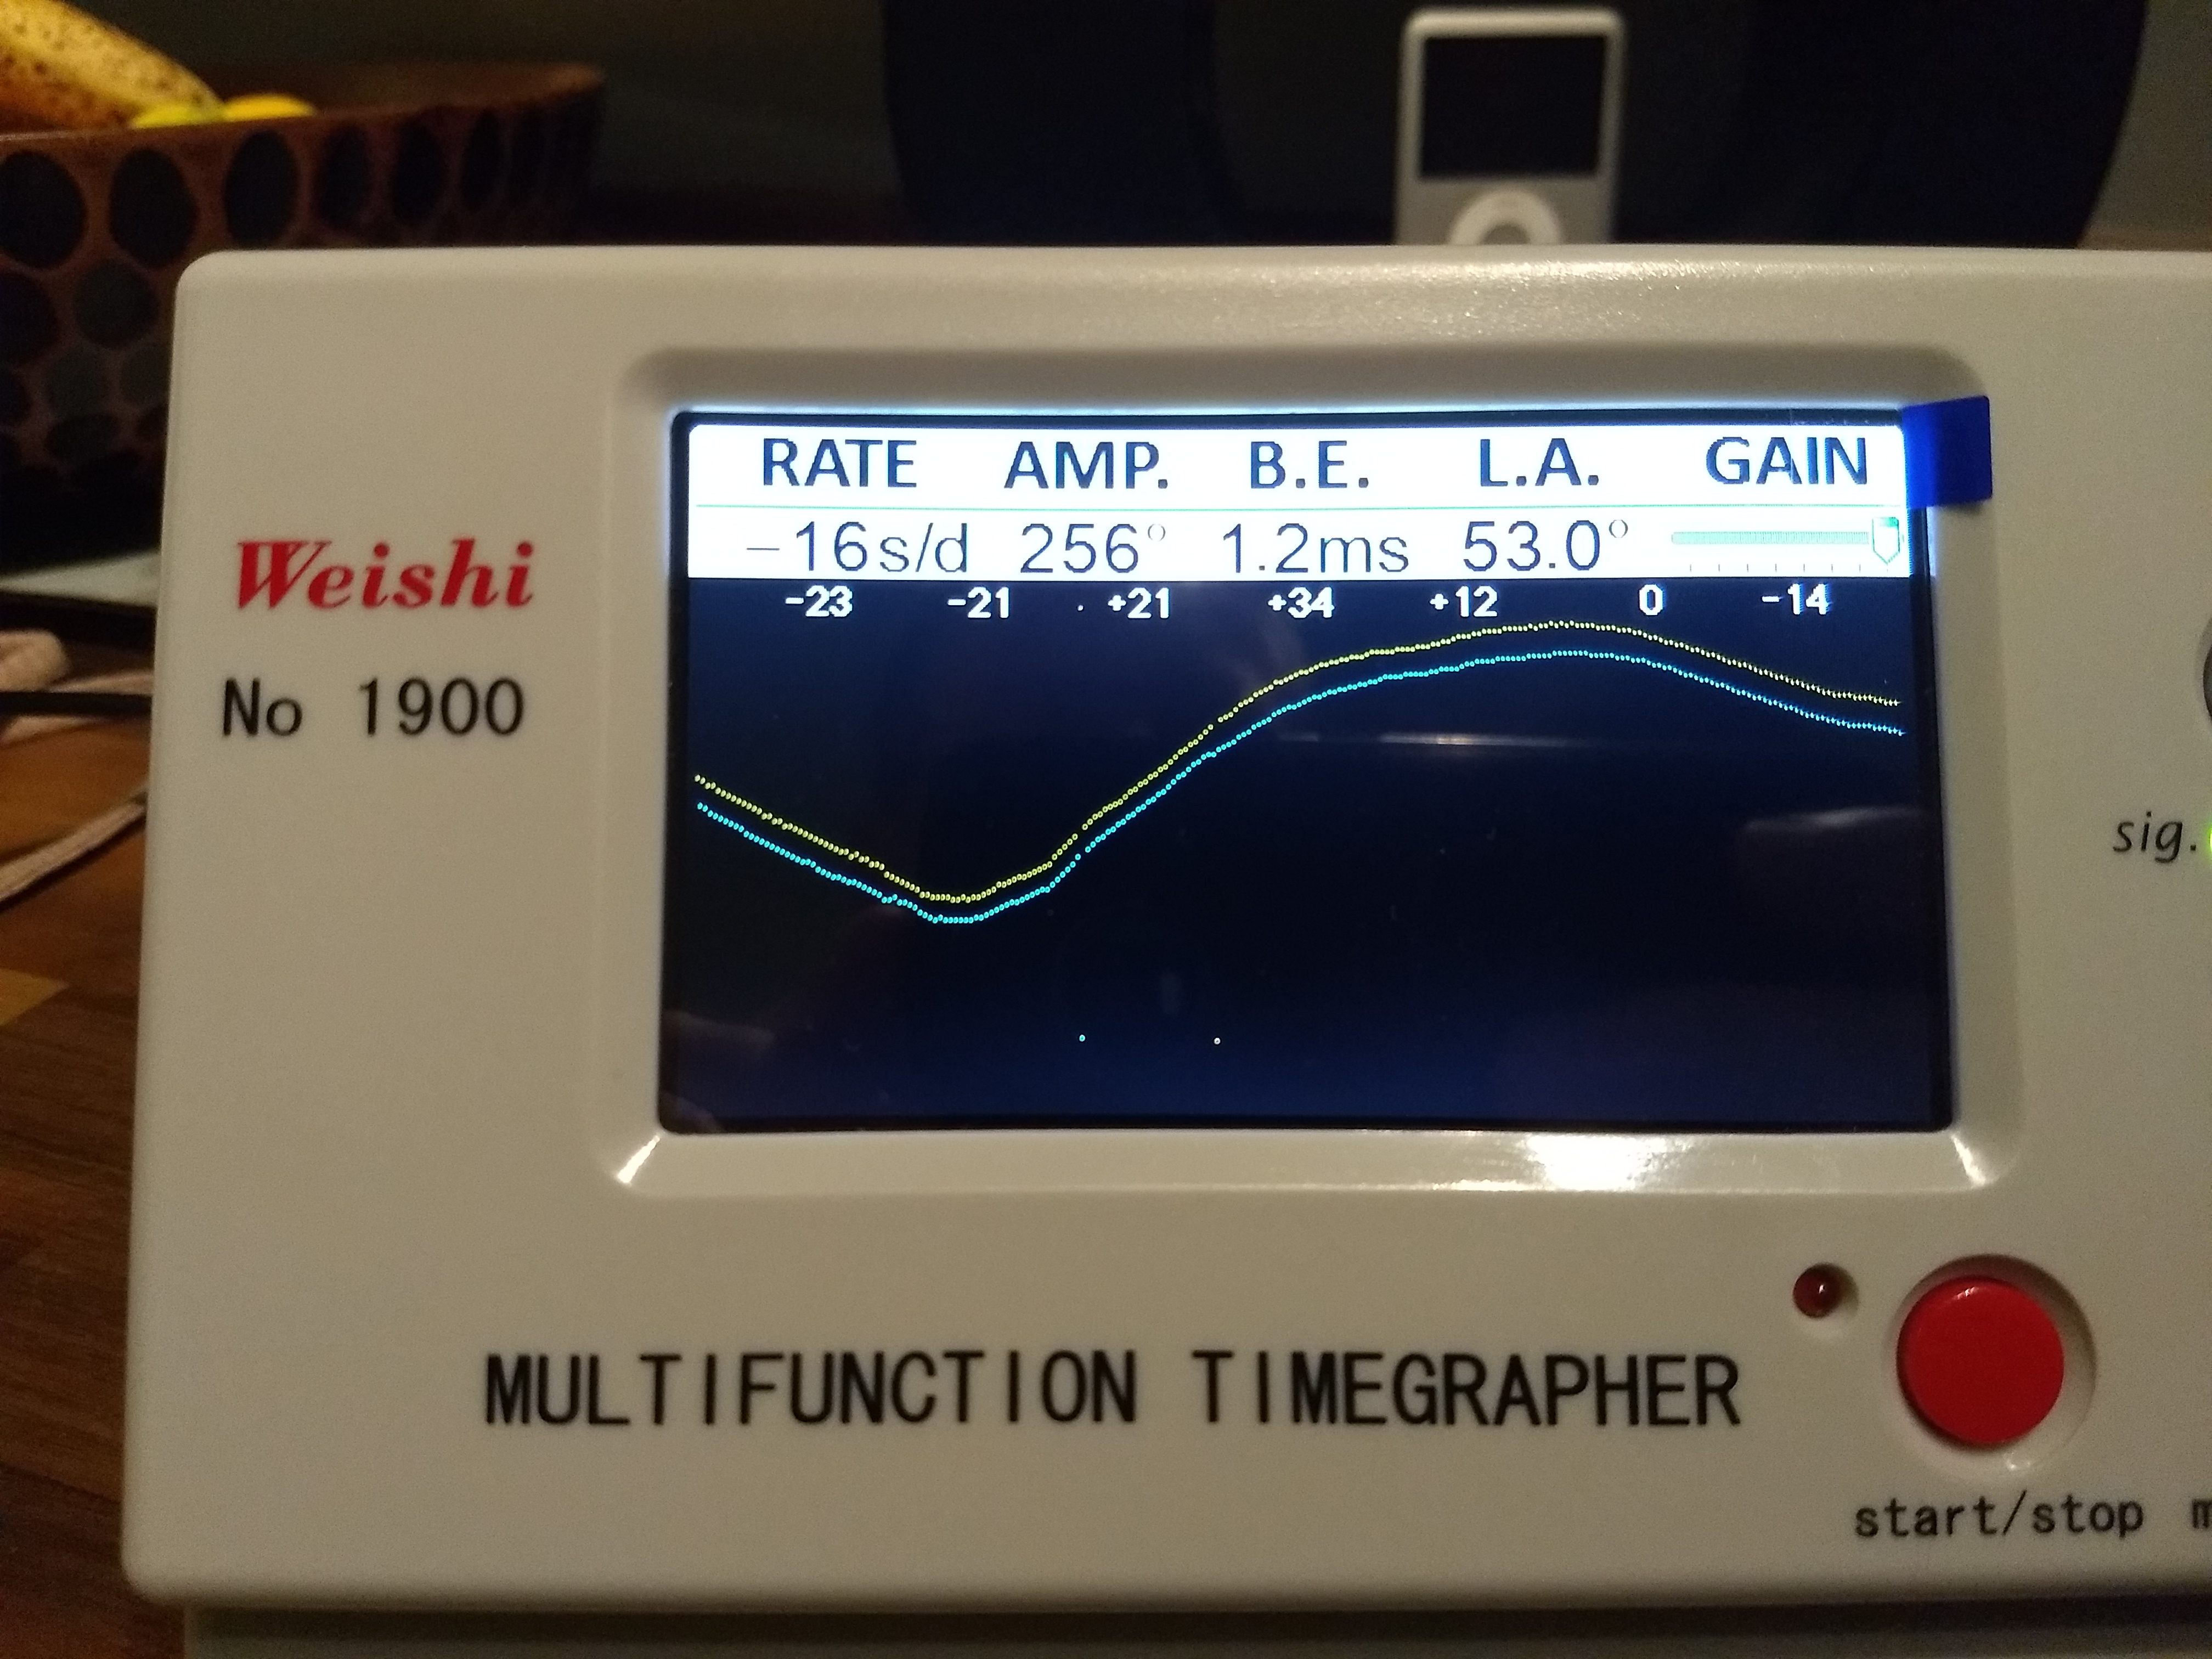 RATE AMP. B.E. L.A. GAIN
-16s/d 256° 1.2ms 53.0°
-23 -21 +21 +34 +12 0 -14
Weishi
No 1900
sig.
MULTIFUNCTION TIMEGRAPHER
start/stop m